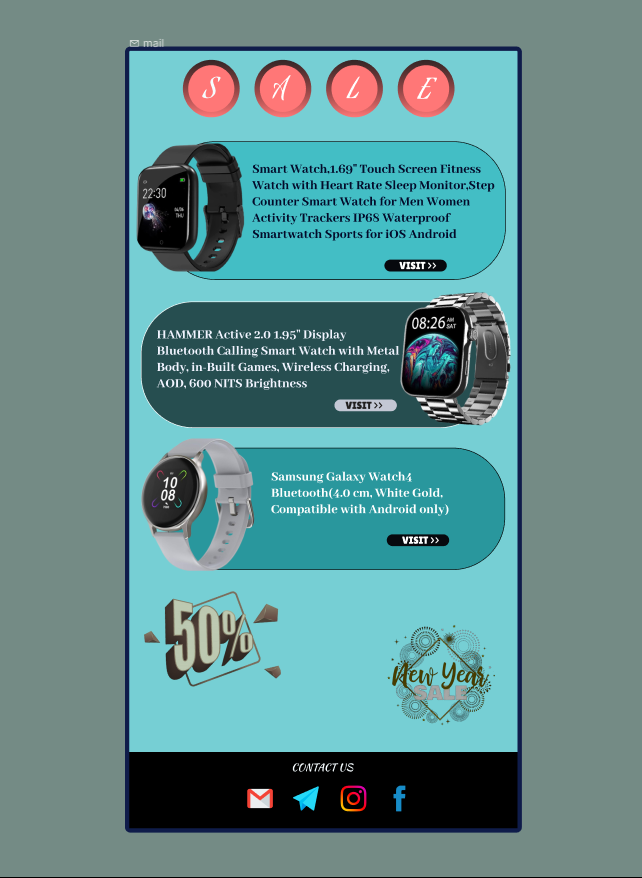 mail
S A L E
Smart Watch,1.69" Touch Screen Fitness
Watch with Heart Rate Sleep Monitor,Step
Counter Smart Watch for Men Women
Activity Trackers IP68 Waterproof
Smartwatch Sports for iOS Android
22:30
04/06
THU
VISIT >>
HAMMER Active 2.0 1.95" Display
Bluetooth Calling Smart Watch with Metal
Body, in-Built Games, Wireless Charging,
AOD, 600 NITS Brightness
08:26 AM
SAT
VISIT >>
Samsung Galaxy Watch4
Bluetooth(4.0 cm, White Gold,
Compatible with Android only)
10
08
VISIT >>
50%
New Year
SALE
CONTACT US